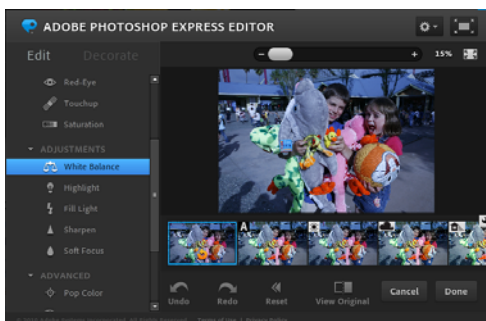 ADOBE PHOTOSHOP EXPRESS EDITOR
Edit Decorate
- + 15%
Red-Eye
Touchup
Saturation
ADJUSTMENTS
White Balance
Highlight
Fill Light
Sharpen
Soft Focus
ADVANCED
Pop Color
A
Undo Redo Reset View Original Cancel Done